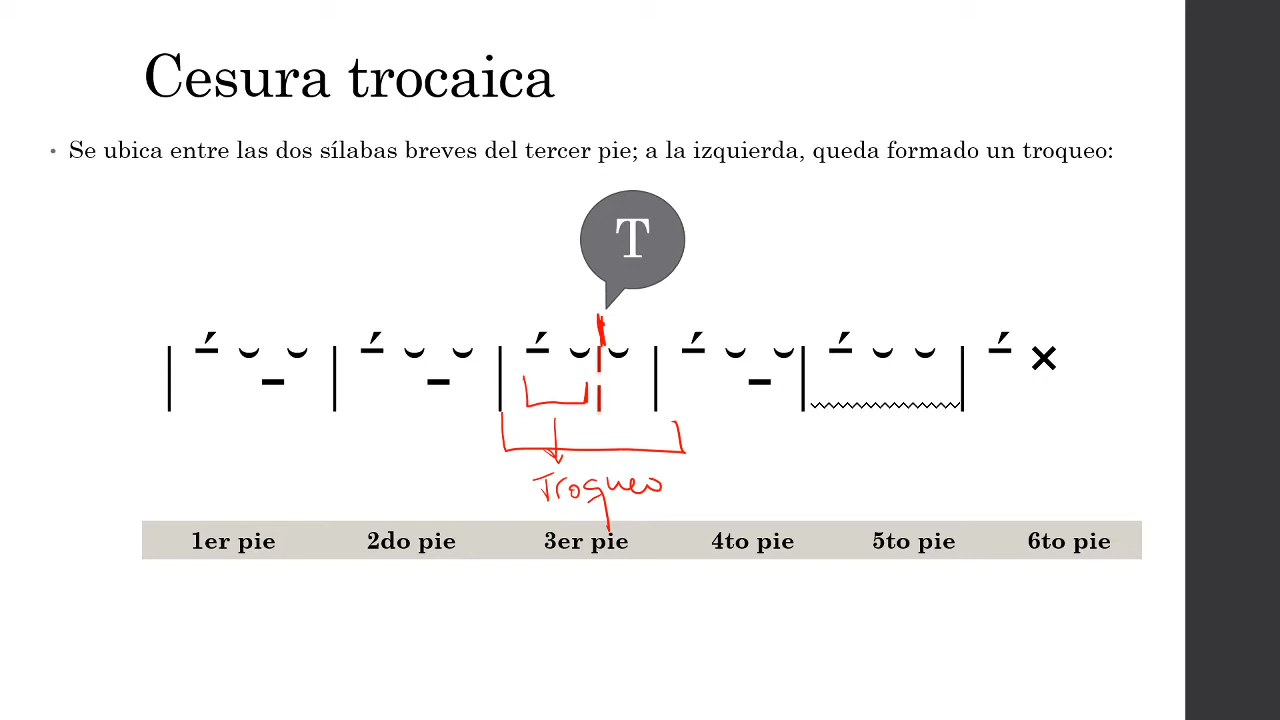 Cesura trocaica
• Se ubica entre las dos sílabas breves del tercer pie; a la izquierda, queda formado un troqueo:
T
Troqueo
1er pie 2do pie 3er pie 4to pie 5to pie 6to pie